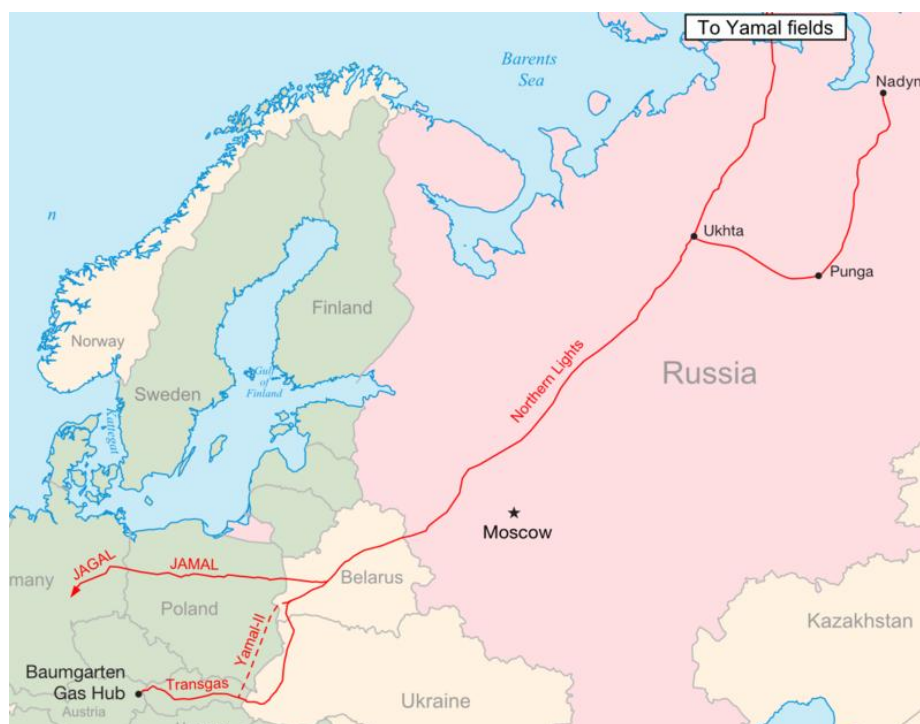 To Yamal fields
Barents
Sea
Nadym
n
Ukhta
Punga
Finland
Norway
Russia
Northern Lights
Gulf
of
Finland
Sweden
Kattegat
Moscow
JAGAL
JAMAL
Belarus
many
Poland
Kazakhstan
Yamal-II
Baumgarten
Gas Hub
Transgas
Ukraine
Austria